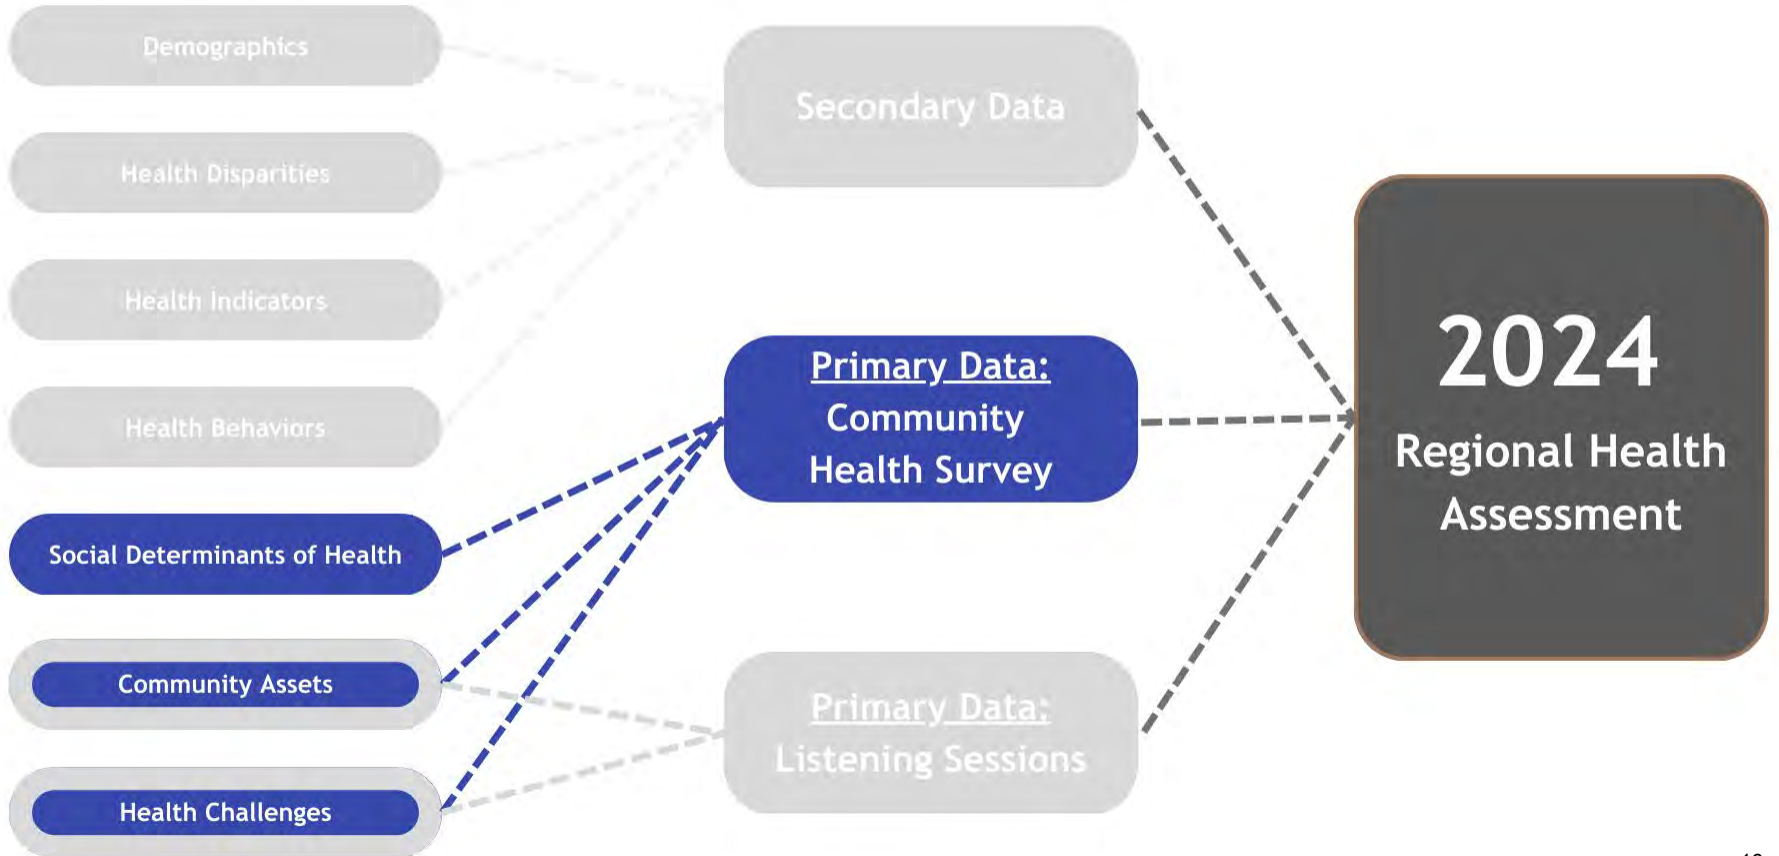 Demographics
Health Disparities
Health Indicators
Health Behaviors
Social Determinants of Health
Community Assets
Health Challenges
Secondary Data
Primary Data:
Community
Health Survey
Primary Data:
Listening Sessions
2024
Regional Health
Assessment